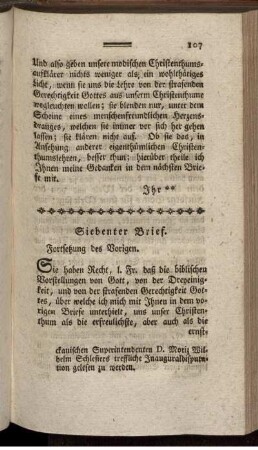 107
Und also geben unsere modischen Christenthums-
aufklärer nichts weniger als ein wohlthätiges
Licht, wenn sie uns die Lehre von der strafenden
Gerechtigkeit Gottes aus unserm Christenthume
wegleuchten wollen; sie blenden nur, unter dem
Scheine eines menschenfreundlichen Herzens-
dranges, welchen sie immer vor sich her gehen
lassen; sie klären nicht auf. Ob sie das, in
Ansehung anderer eigenthümlichen Christen-
thumslehren, besser thun; hierüber theile ich
Ihnen meine Gedanken in dem nächsten Brie-
fe mit.
Ihr **
Siebenter Brief.
Fortsetzung des Vorigen.
Sie haben Recht, l. Fr. daß die biblischen
Vorstellungen von Gott, von der Dreyeinig-
keit, und von der strafenden Gerechtigkeit Got-
tes, über welche ich mich mit Ihnen in dem vo-
rigen Briefe unterhielt, uns unser Christen-
thum als die erfreulichste, aber auch als die
ernst-
ckauischen Superintendenten D. Moriz Wil-
helm Schlefiers treffliche Inauguraldisputa-
tion gelesen zu werden.